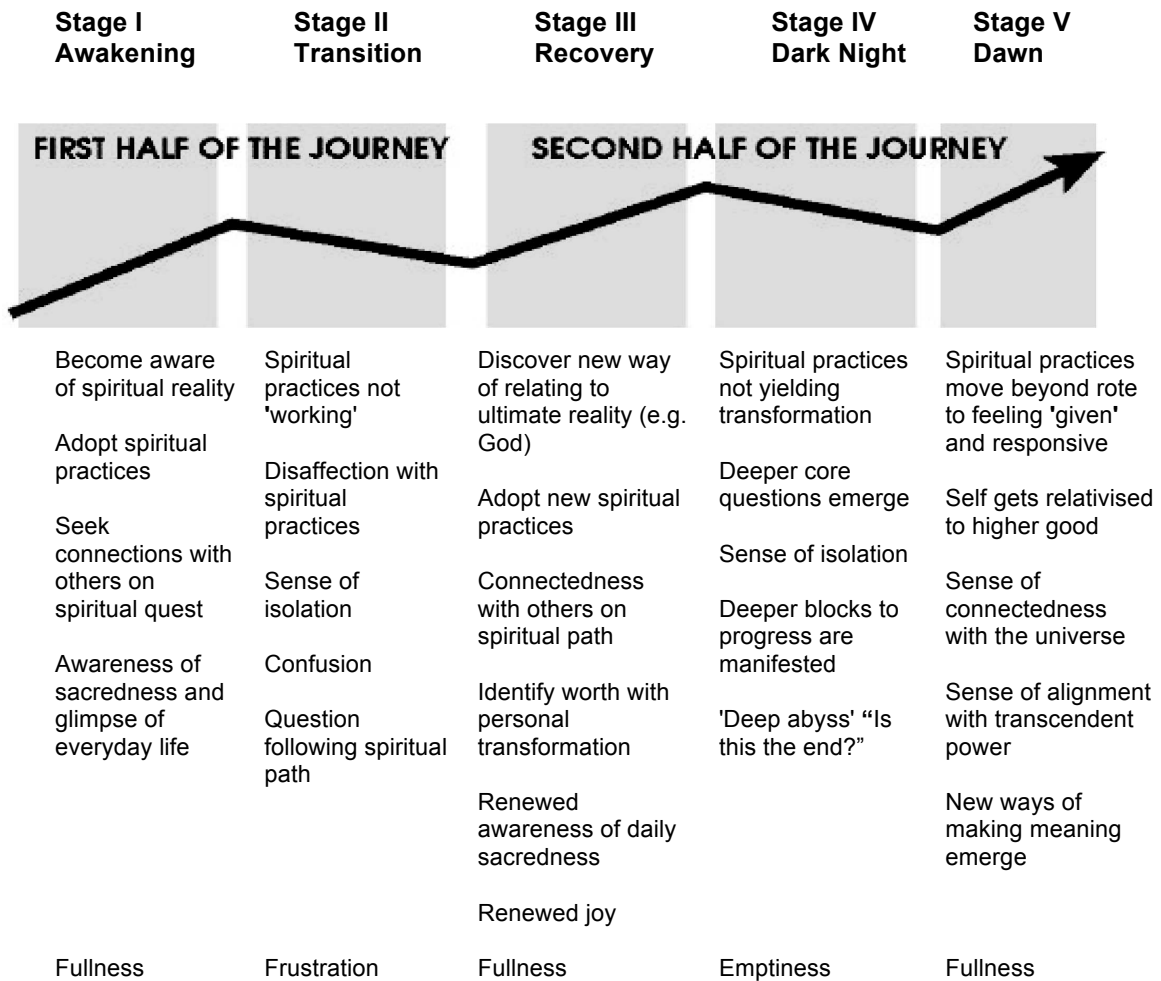 Stage I
Awakening
Stage II
Transition
Stage III
Recovery
Stage IV
Dark Night
Stage V
Dawn
FIRST HALF OF THE JOURNEY
SECOND HALF OF THE JOURNEY
Become aware
of spiritual reality
Adopt spiritual
practices
Seek
connections with
others on
spiritual quest
Awareness of
sacredness and
glimpse of
everyday life
Fullness
Spiritual
practices not
'working'
Disaffection with
spiritual
practices
Sense of
isolation
Confusion
Question
following spiritual
path
Frustration
Discover new way
of relating to
ultimate reality (e.g.
God)
Adopt new spiritual
practices
Connectedness
with others on
spiritual path
Identify worth with
personal
transformation
Renewed
awareness of daily
sacredness
Renewed joy
Fullness
Spiritual practices
not yielding
transformation
Deeper core
questions emerge
Sense of isolation
Deeper blocks to
progress are
manifested
'Deep abyss' “Is
this the end?”
Emptiness
Spiritual practices
move beyond rote
to feeling 'given'
and responsive
Self gets relativised
to higher good
Sense of
connectedness
with the universe
Sense of alignment
with transcendent
power
New ways of
making meaning
emerge
Fullness